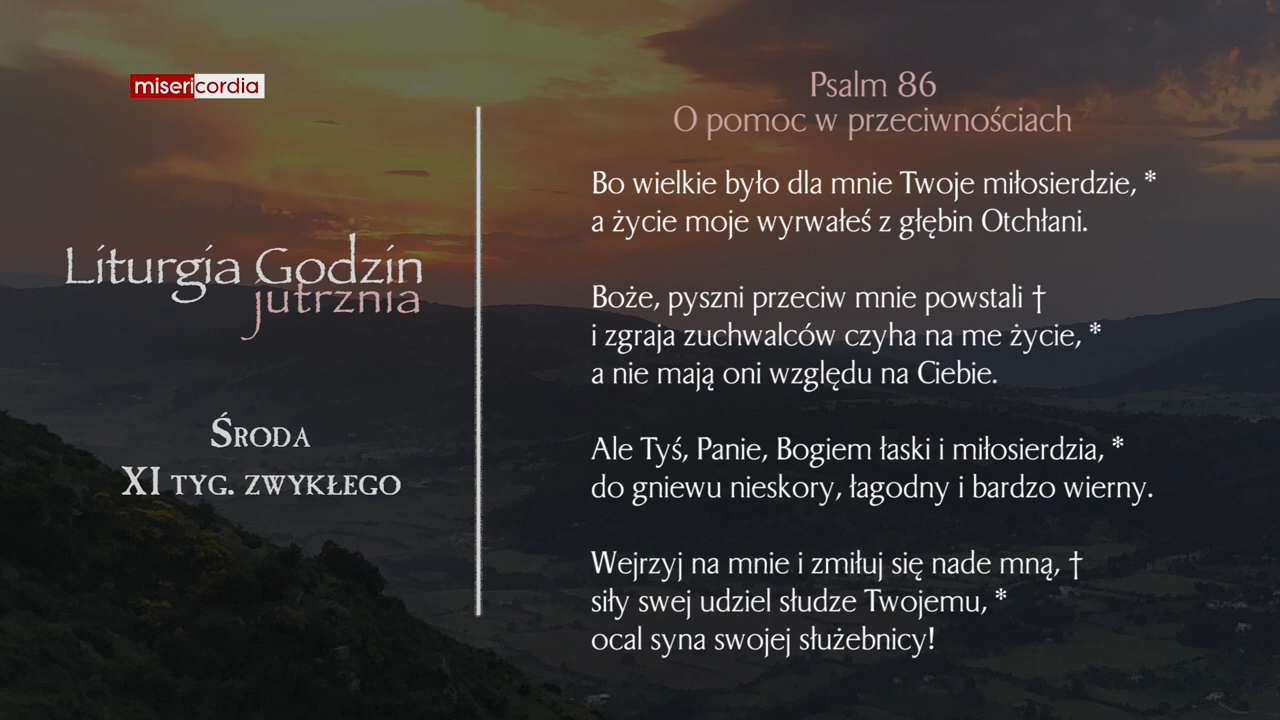 misericordia
Liturgia Godzin
jutrznia
Środa
XI tyg. zwykłego
Psalm 86
O pomoc w przeciwnościach
Bo wielkie było dla mnie Twoje miłosierdzie, *
a życie moje wyrwałeś z głębin Otchłani.
Boże, pyszni przeciw mnie powstali †
i zgraja zuchwalców czyha na me życie, *
a nie mają oni względu na Ciebie.
Ale Tyś, Panie, Bogiem łaski i miłosierdzia, *
do gniewu nieskory, łagodny i bardzo wierny.
Wejrzyj na mnie i zmiłuj się nade mną, †
siły swej udziel słudze Twojemu, *
ocal syna swojej służebnicy!